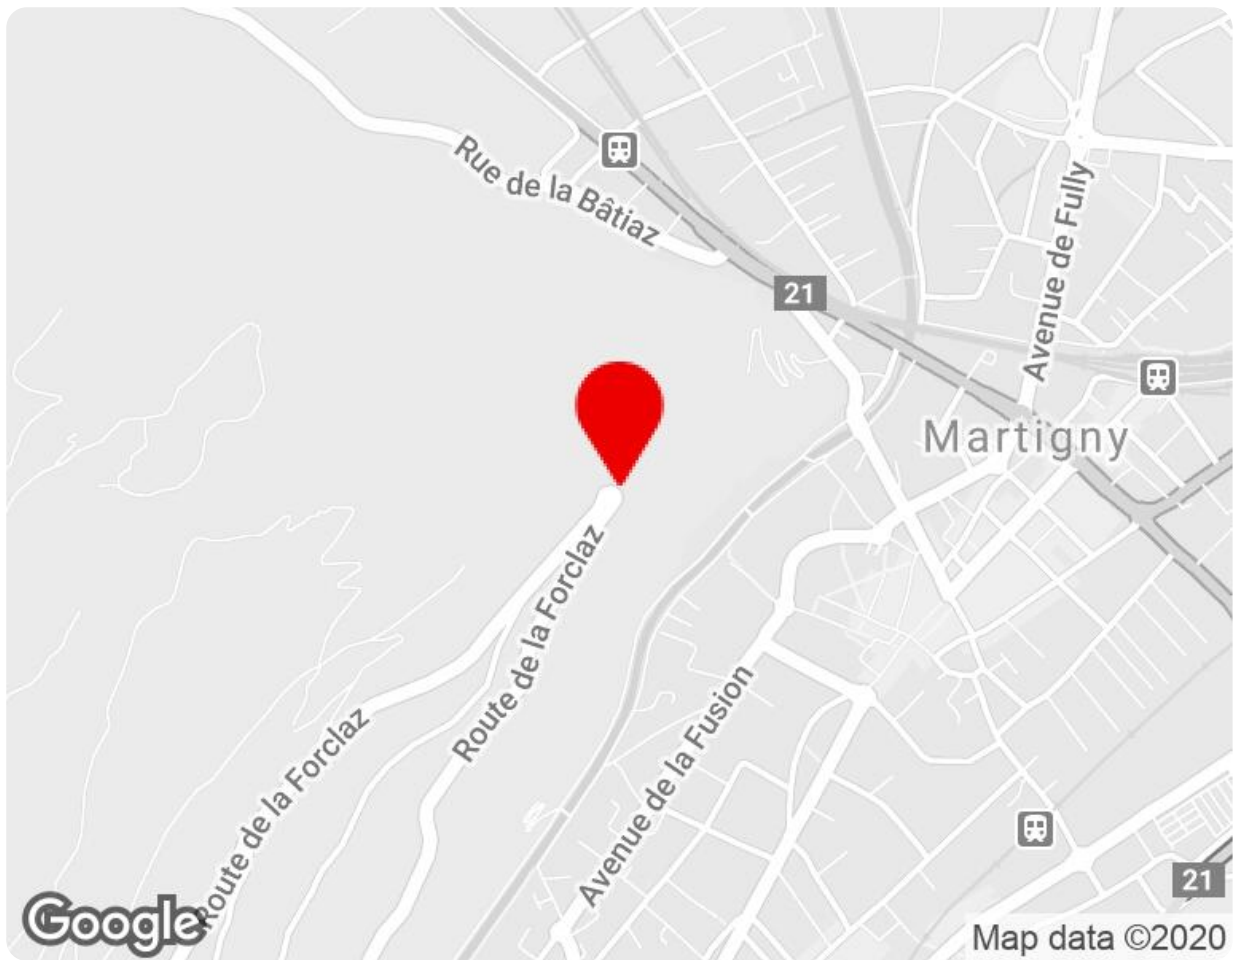 Rue de la Bâtiaz
Avenue de Fully
21
Martigny
Route de la Forclaz
Route de la Forclaz
Avenue de la Fusion
21
Google
Map data ©2020